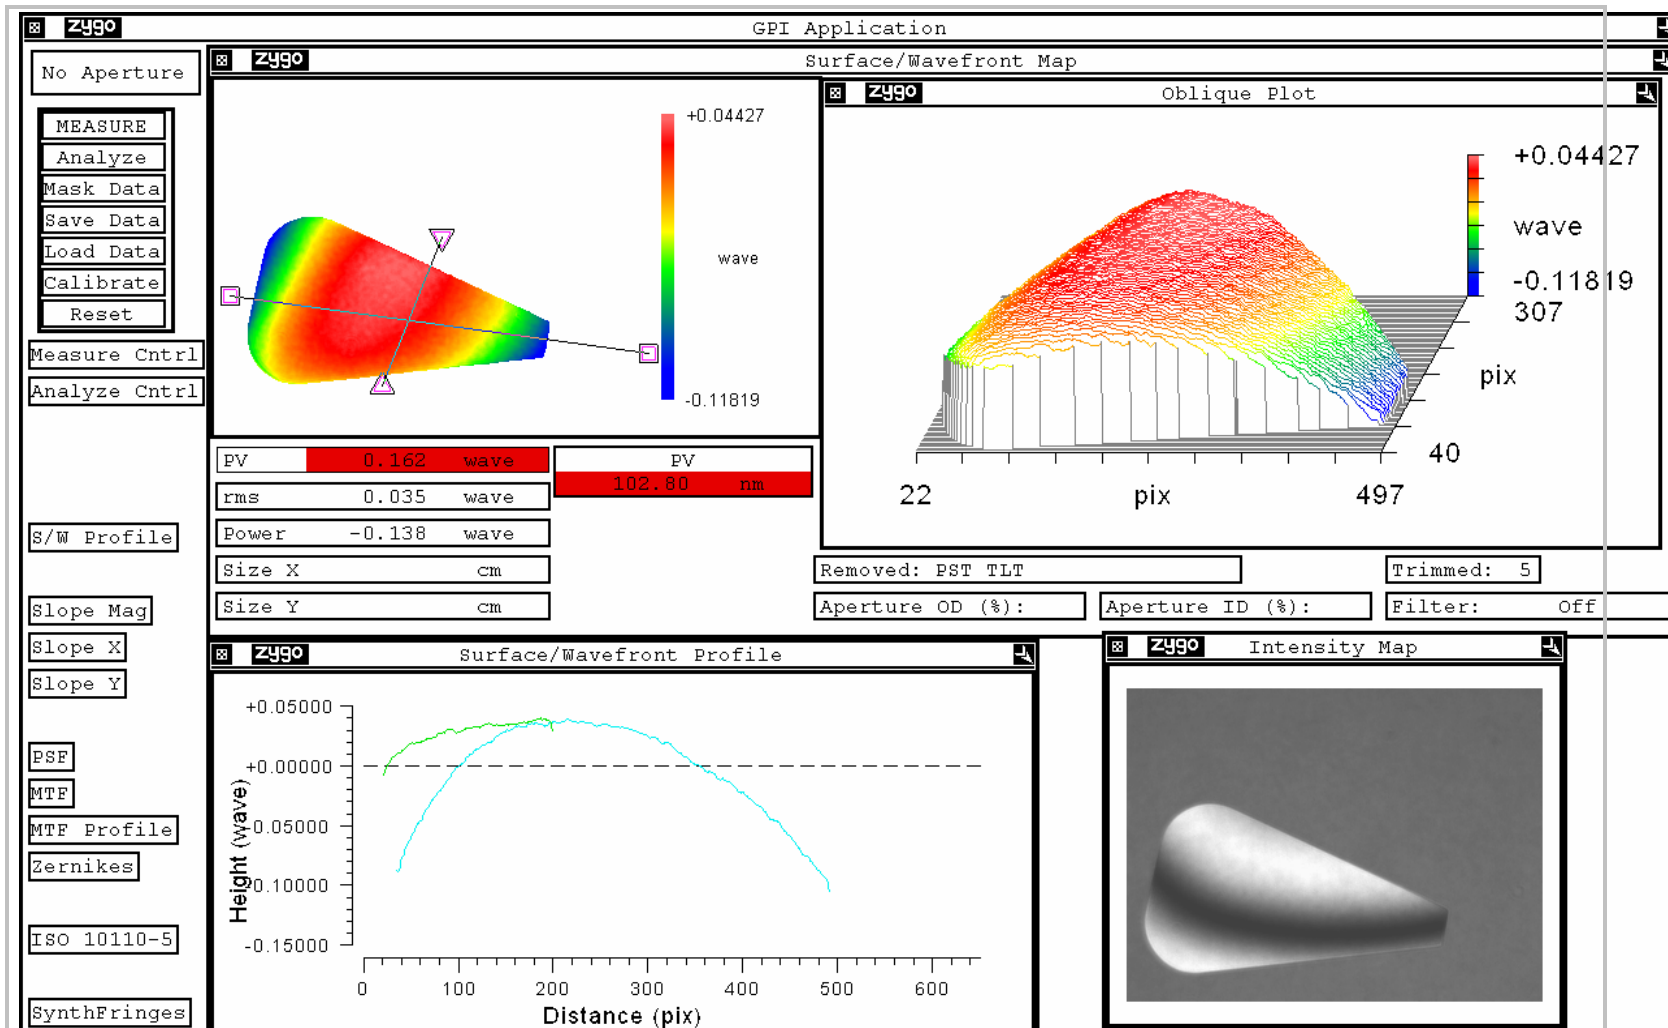 zygo GPI Application
No Aperture
zygo Surface/Wavefront Map
MEASURE
Analyze
Mask Data
Save Data
Load Data
Calibrate
Reset
Measure Cntrl
Analyze Cntrl
S/W Profile
Slope Mag
Slope X
Slope Y
PSF
MTF
MTF Profile
Zernikes
ISO 10110-5
SynthFringes
+0.04427
wave
-0.11819
zygo Oblique Plot
+0.04427
wave
-0.11819
307
pix
40
22 pix 497
PV 0.162 wave
rms 0.035 wave
Power -0.138 wave
Size X cm
Size Y cm
PV
102.80 nm
Removed: PST TLT
Trimmed: 5
Aperture OD (%):
Aperture ID (%):
Filter: Off
zygo Surface/Wavefront Profile
+0.05000
+0.00000
-0.05000
-0.10000
-0.15000
Height (wave)
0 100 200 300 400 500 600
Distance (pix)
zygo Intensity Map